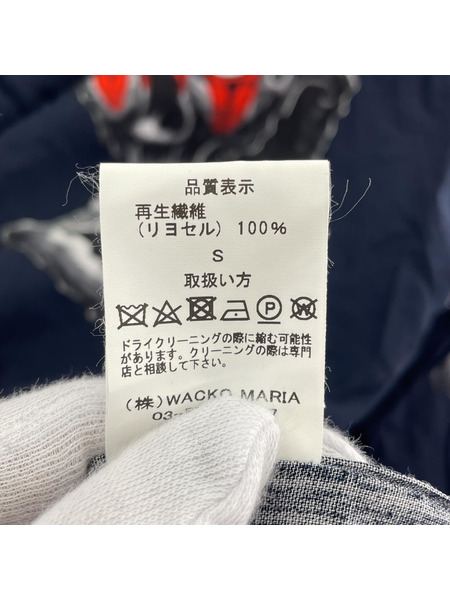 品質表示
再生繊維
(リヨセル) 100%
S
取扱い方
ドライクリーニングの際に縮む可能性
があります。クリーニングの際は専門
店と相談して下さい。
(株) WACKO MARIA